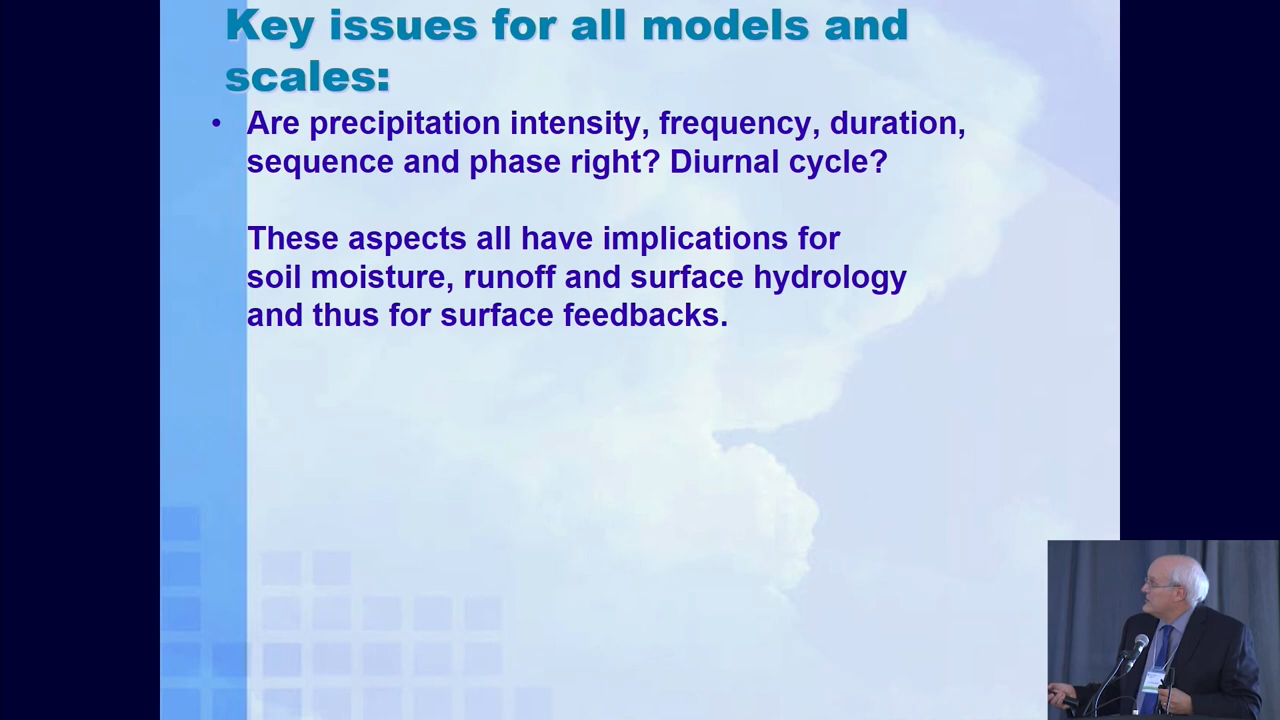 Key issues for all models and
scales:
• Are precipitation intensity, frequency, duration,
sequence and phase right? Diurnal cycle?
These aspects all have implications for
soil moisture, runoff and surface hydrology
and thus for surface feedbacks.